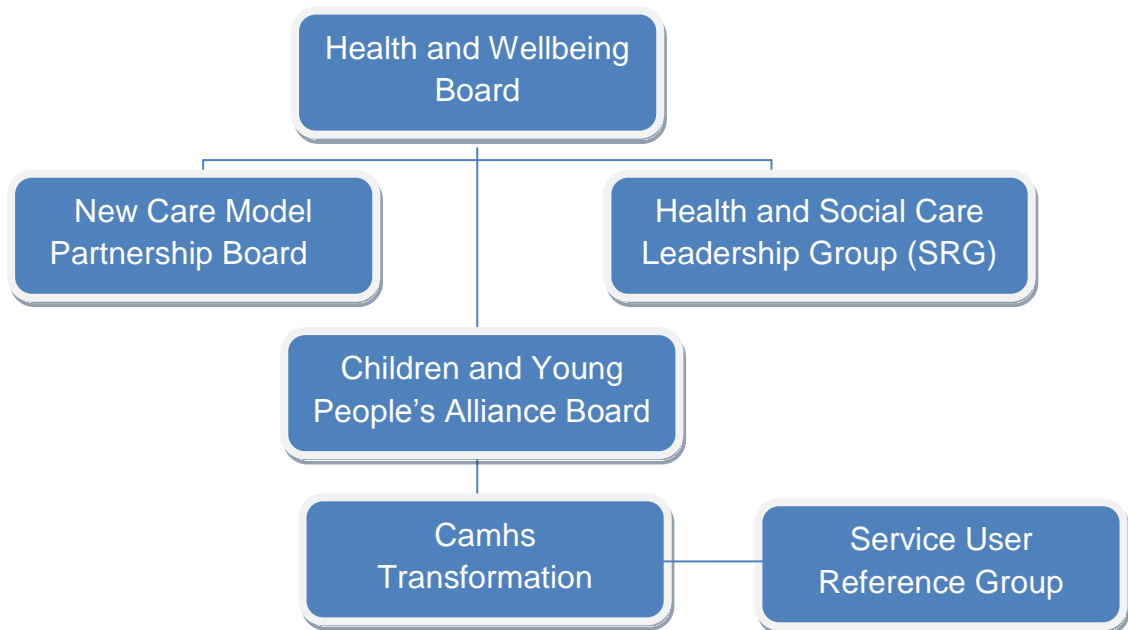 Health and Wellbeing
Board
New Care Model
Partnership Board
Health and Social Care
Leadership Group (SRG)
Children and Young
People’s Alliance Board
Camhs
Transformation
Service User
Reference Group